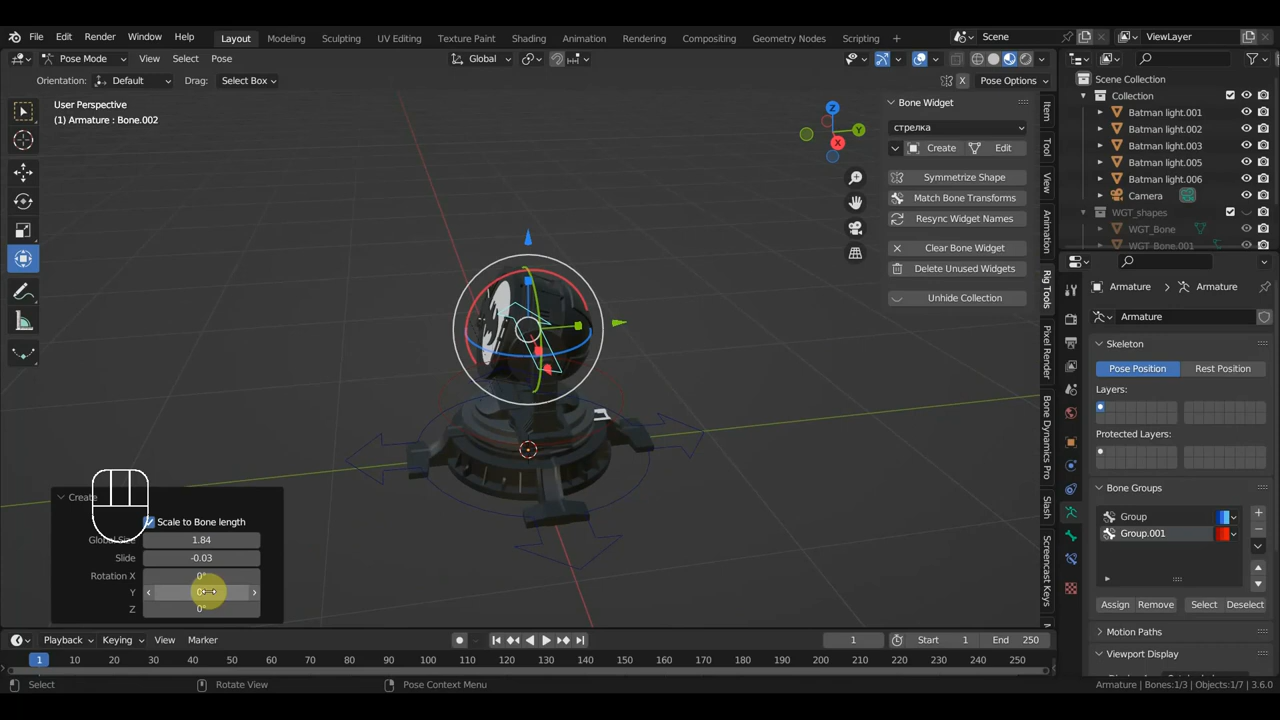 File Edit Render Window Help Layout Modeling Sculpting UV Editing Texture Paint Shading Animation Rendering Compositing Geometry Nodes Scripting + Scene ViewLayer
Pose Mode View Select Pose Global X Pose Options
Orientation: Default Drag: Select Box
User Perspective
(1) Armature : Bone.002
Z
Y
X
Bone Widget
стрелка
Create Edit
Symmetrize Shape
Match Bone Transforms
Resync Widget Names
Clear Bone Widget
Delete Unused Widgets
Unhide Collection
Item
Tool
View
Animation
Rig Tools
Pixel Render
Bone Dynamics Pro
Slash
Screencast Keys
Scene Collection
Collection
Batman light.001
Batman light.002
Batman light.003
Batman light.005
Batman light.006
Camera
WGT_shapes
WGT_Bone
WGT_Bone.001
Armature Armature
Armature
Skeleton
Pose Position Rest Position
Layers:
Protected Layers:
Bone Groups
Group
Group.001
Assign Remove Select Deselect
Motion Paths
Viewport Display
Create
Scale to Bone length
Global Size 1.84
Slide -0.03
Rotation X 0°
Y
Z 0°
Playback Keying View Marker 1 Start 1 End 250
1 10 20 30 40 50 60 70 80 90 100 110 120 130 140 150 160 170 180 190 200 210 220 230 240 250
Select Rotate View Pose Context Menu Armature | Bones:1/3 | Objects:1/7 | 3.6.0